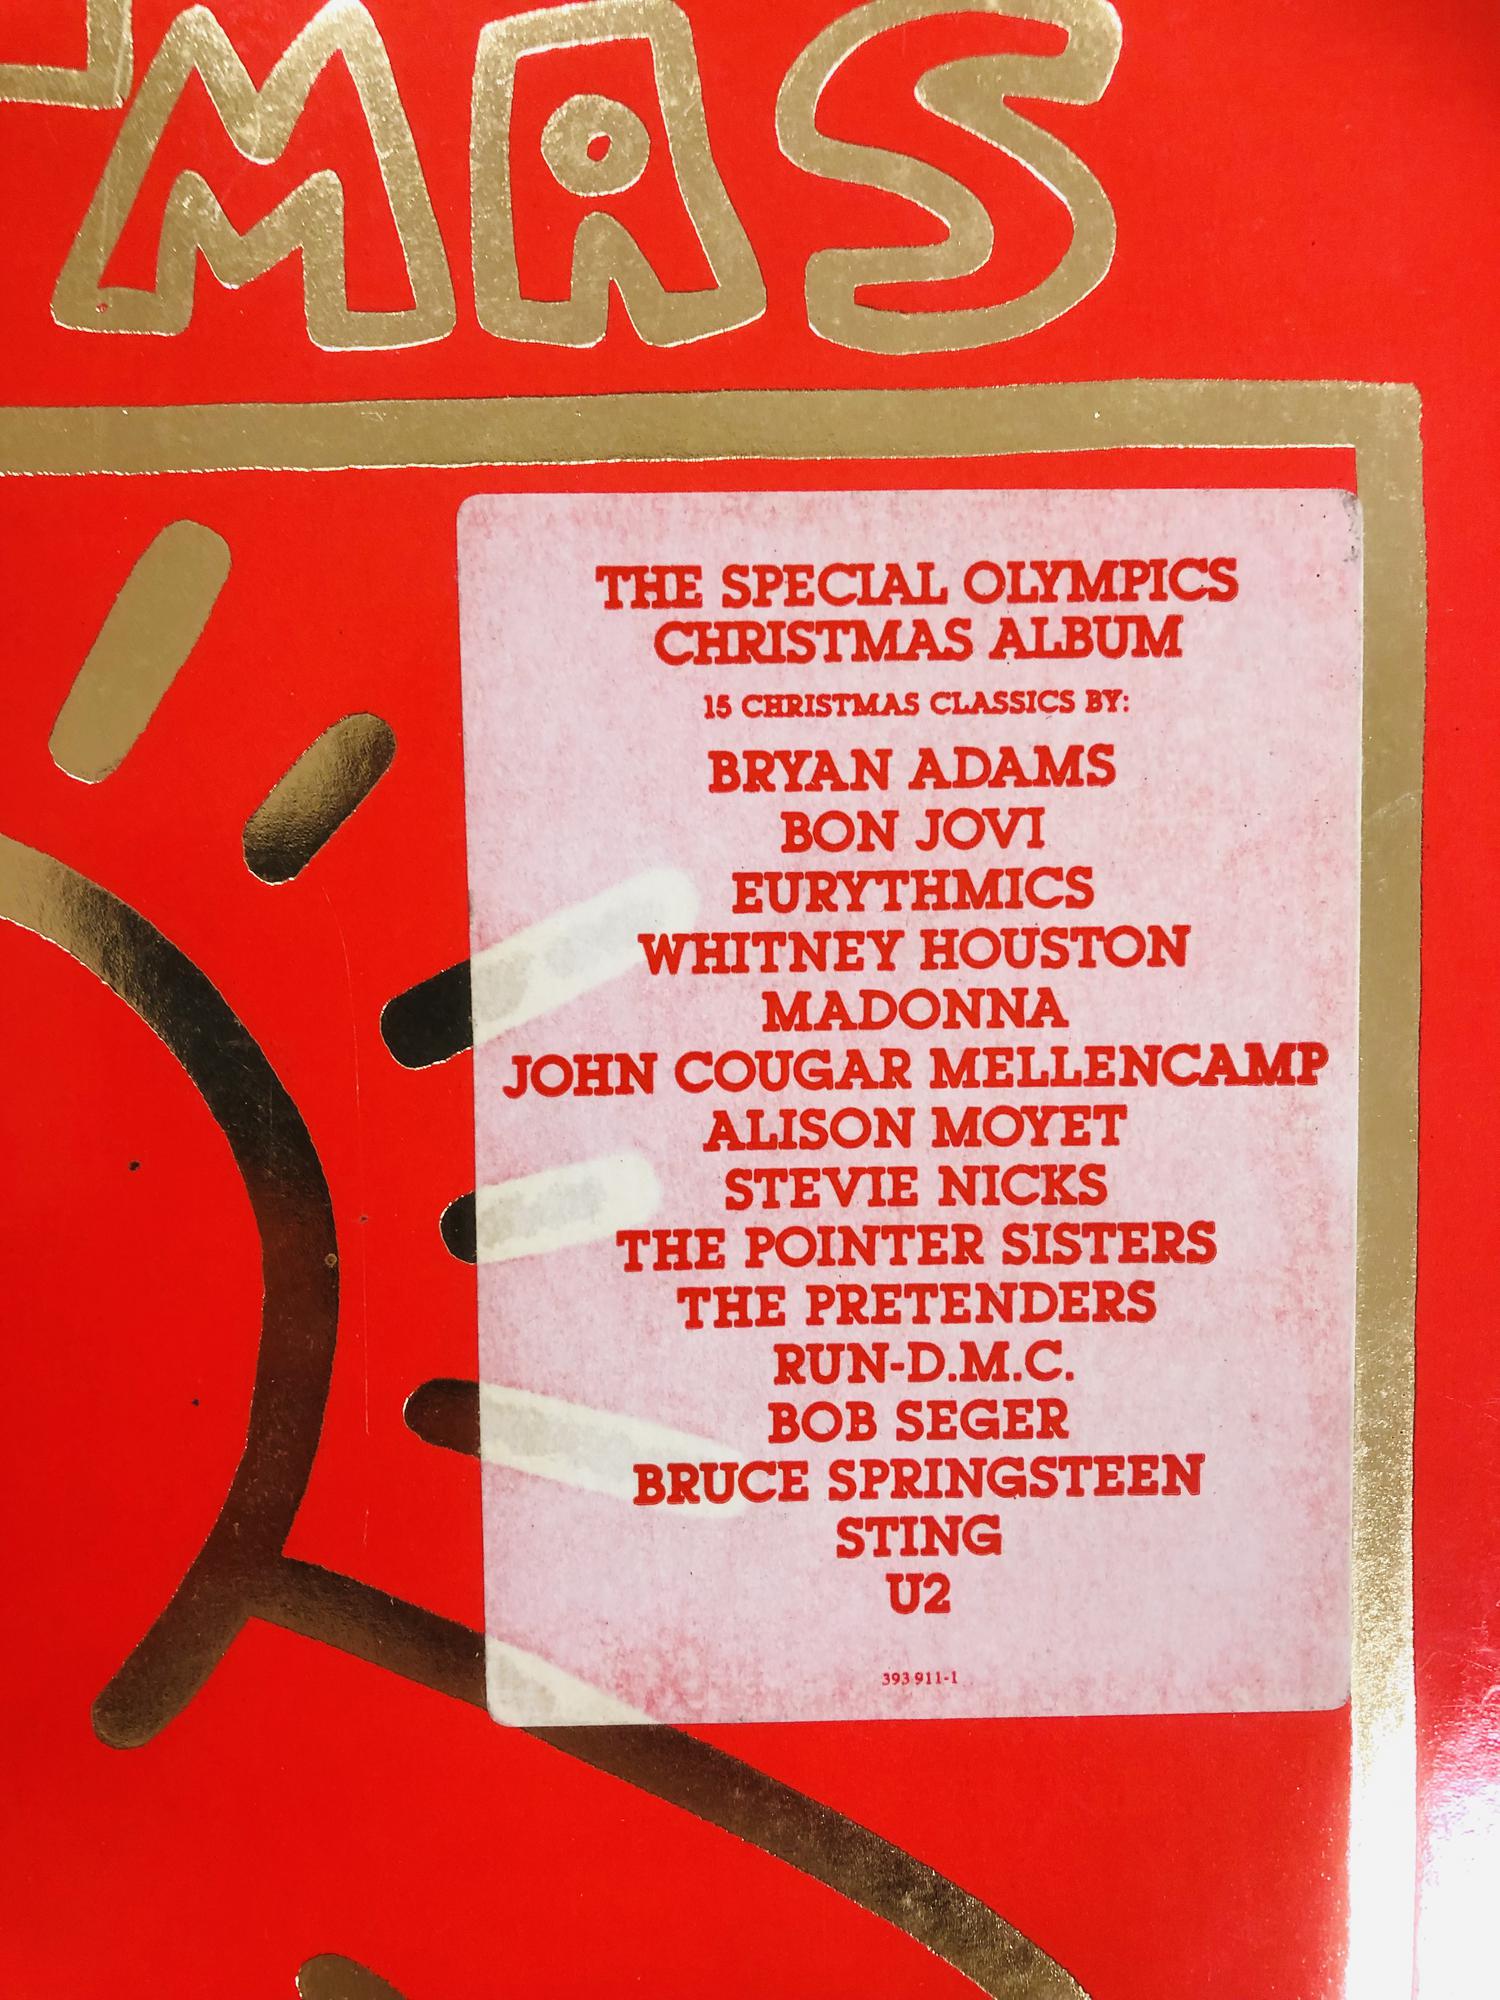 MAS
THE SPECIAL OLYMPICS
CHRISTMAS ALBUM
15 CHRISTMAS CLASSICS BY:
BRYAN ADAMS
BON JOVI
EURYTHMICS
WHITNEY HOUSTON
MADONNA
JOHN COUGAR MELLENCAMP
ALISON MOYET
STEVIE NICKS
THE POINTER SISTERS
THE PRETENDERS
RUN-D.M.C.
BOB SEGER
BRUCE SPRINGSTEEN
STING
U2
393 911-1